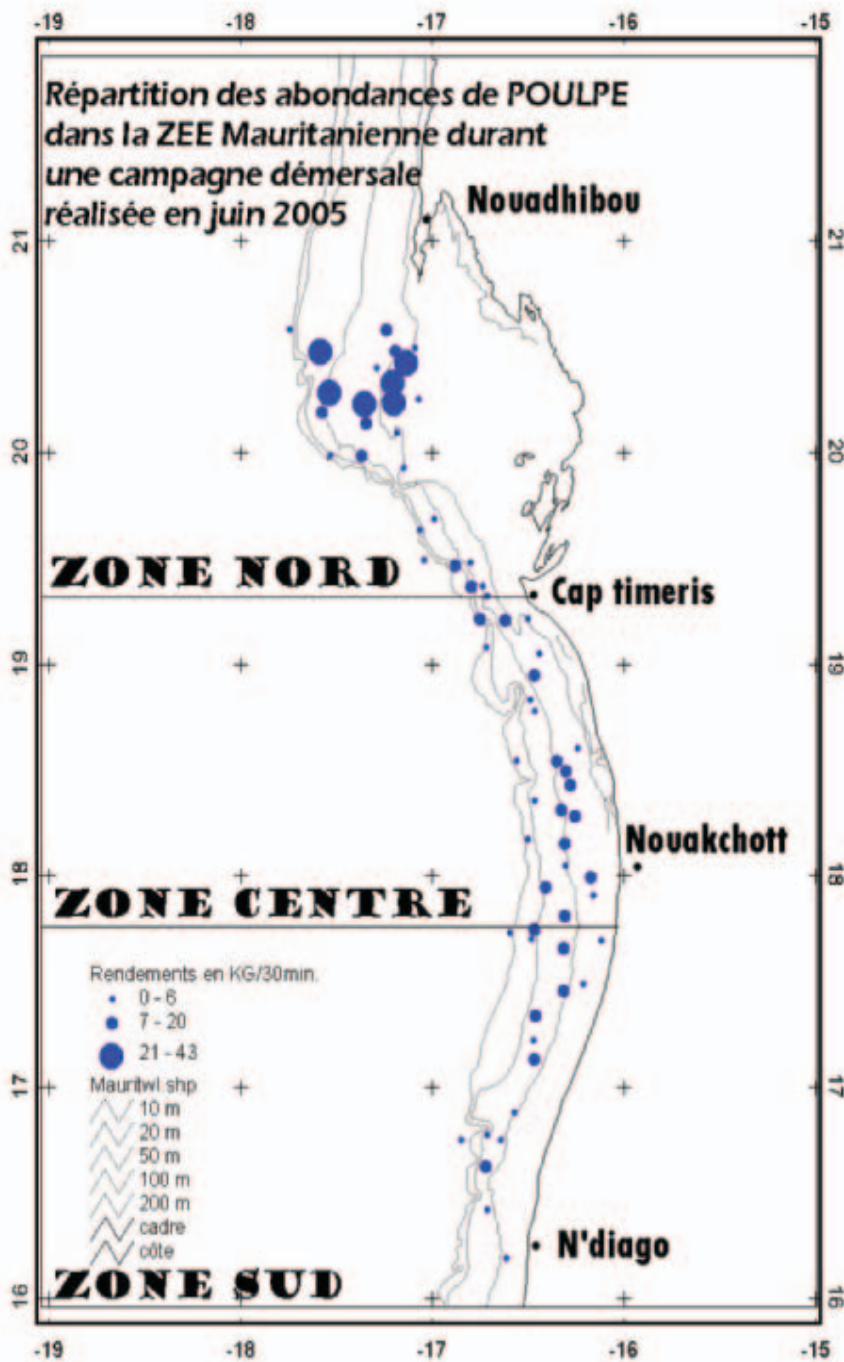 -19 -18 -17 -16 -15
Répartition des abondances de POULPE
dans la ZEE Mauritanienne durant
une campagne démersale
réalisée en juin 2005
Nouadhibou
21 21
20 20
ZONE NORD
Cap timeris
19 19
Nouakchott
18 18
ZONE CENTRE
Rendements en KG/30min.
0 - 6
7 - 20
21 - 43
Mauritwl shp
10 m
20 m
50 m
100 m
200 m
cadre
côte
17 17
N'diago
ZONE SUD
16 16
-19 -18 -17 -16 -15